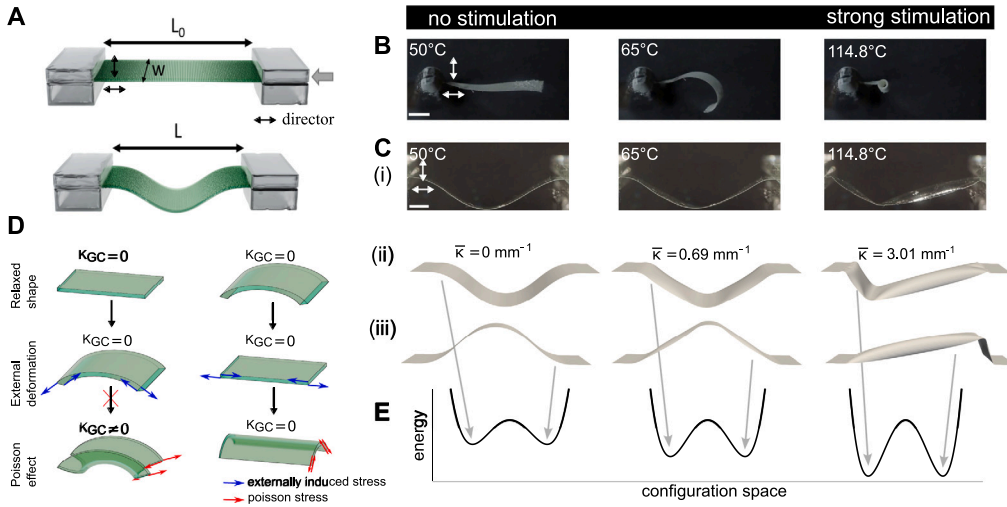 A
L₀
W
director
L
no stimulation
strong stimulation
B
50°C
65°C
114.8°C
C
(i)
50°C
65°C
114.8°C
D
κGC=0
κGC=0
Relaxed
shape
κGC=0
κGC=0
External
deformation
κGC≠0
Poisson
effect
externally induced stress
poisson stress
(ii)
κ̅ =0 mm⁻¹
κ̅ =0.69 mm⁻¹
κ̅ = 3.01 mm⁻¹
(iii)
E
energy
configuration space